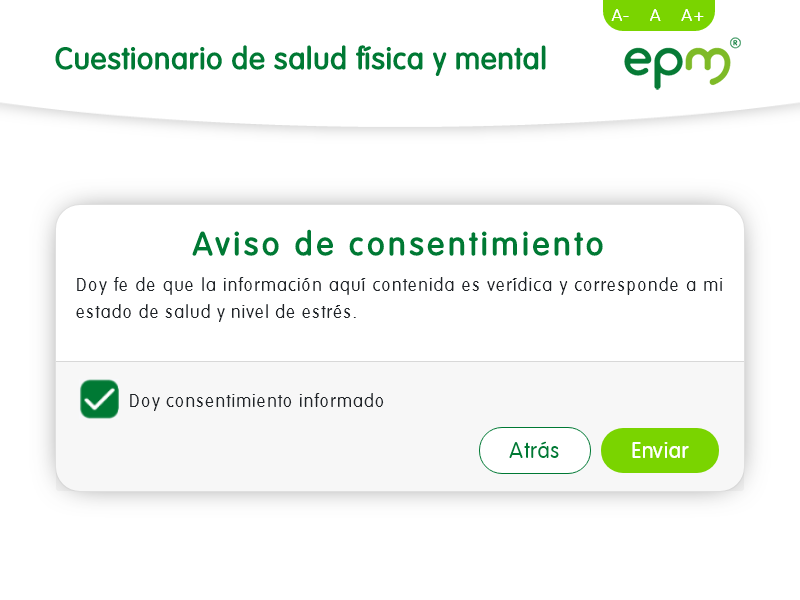 A- A A+
Cuestionario de salud física y mental
epm®
Aviso de consentimiento
Doy fe de que la información aquí contenida es verídica y corresponde a mi
estado de salud y nivel de estrés.
Doy consentimiento informado
Atrás Enviar